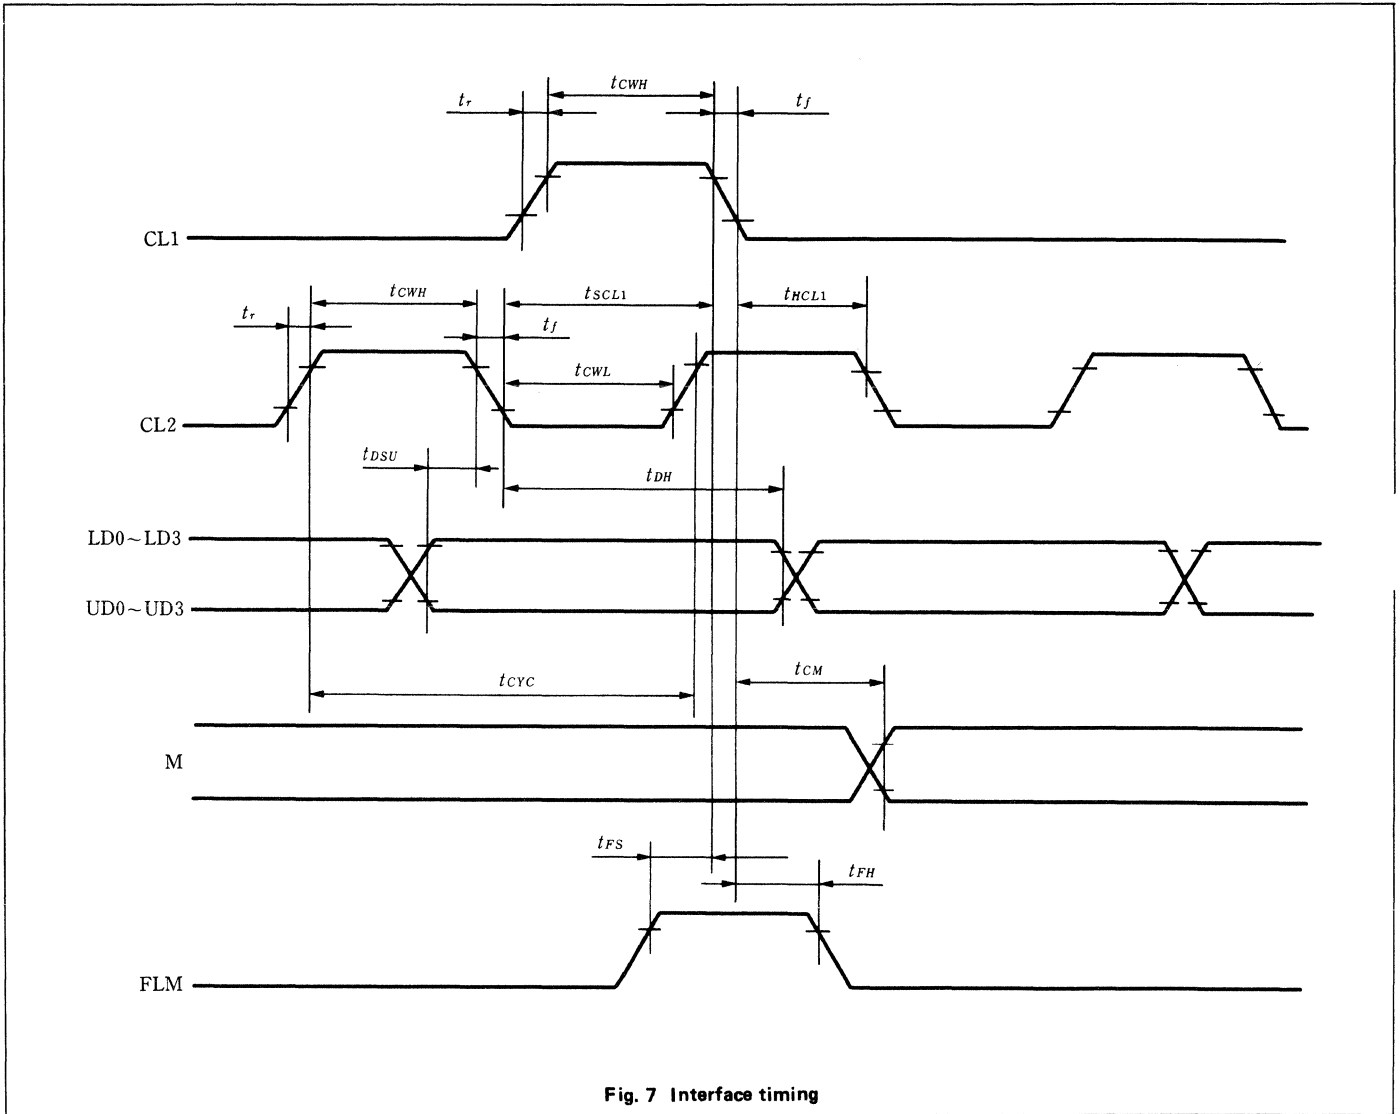 tCWH
tr
tf
CL1
tCWH
tSCL1
tHCL1
tr
tf
tCWL
CL2
tDSU
tDH
LD0~LD3
UD0~UD3
tCYC
tCM
M
tFS
tFH
FLM
Fig. 7 Interface timing